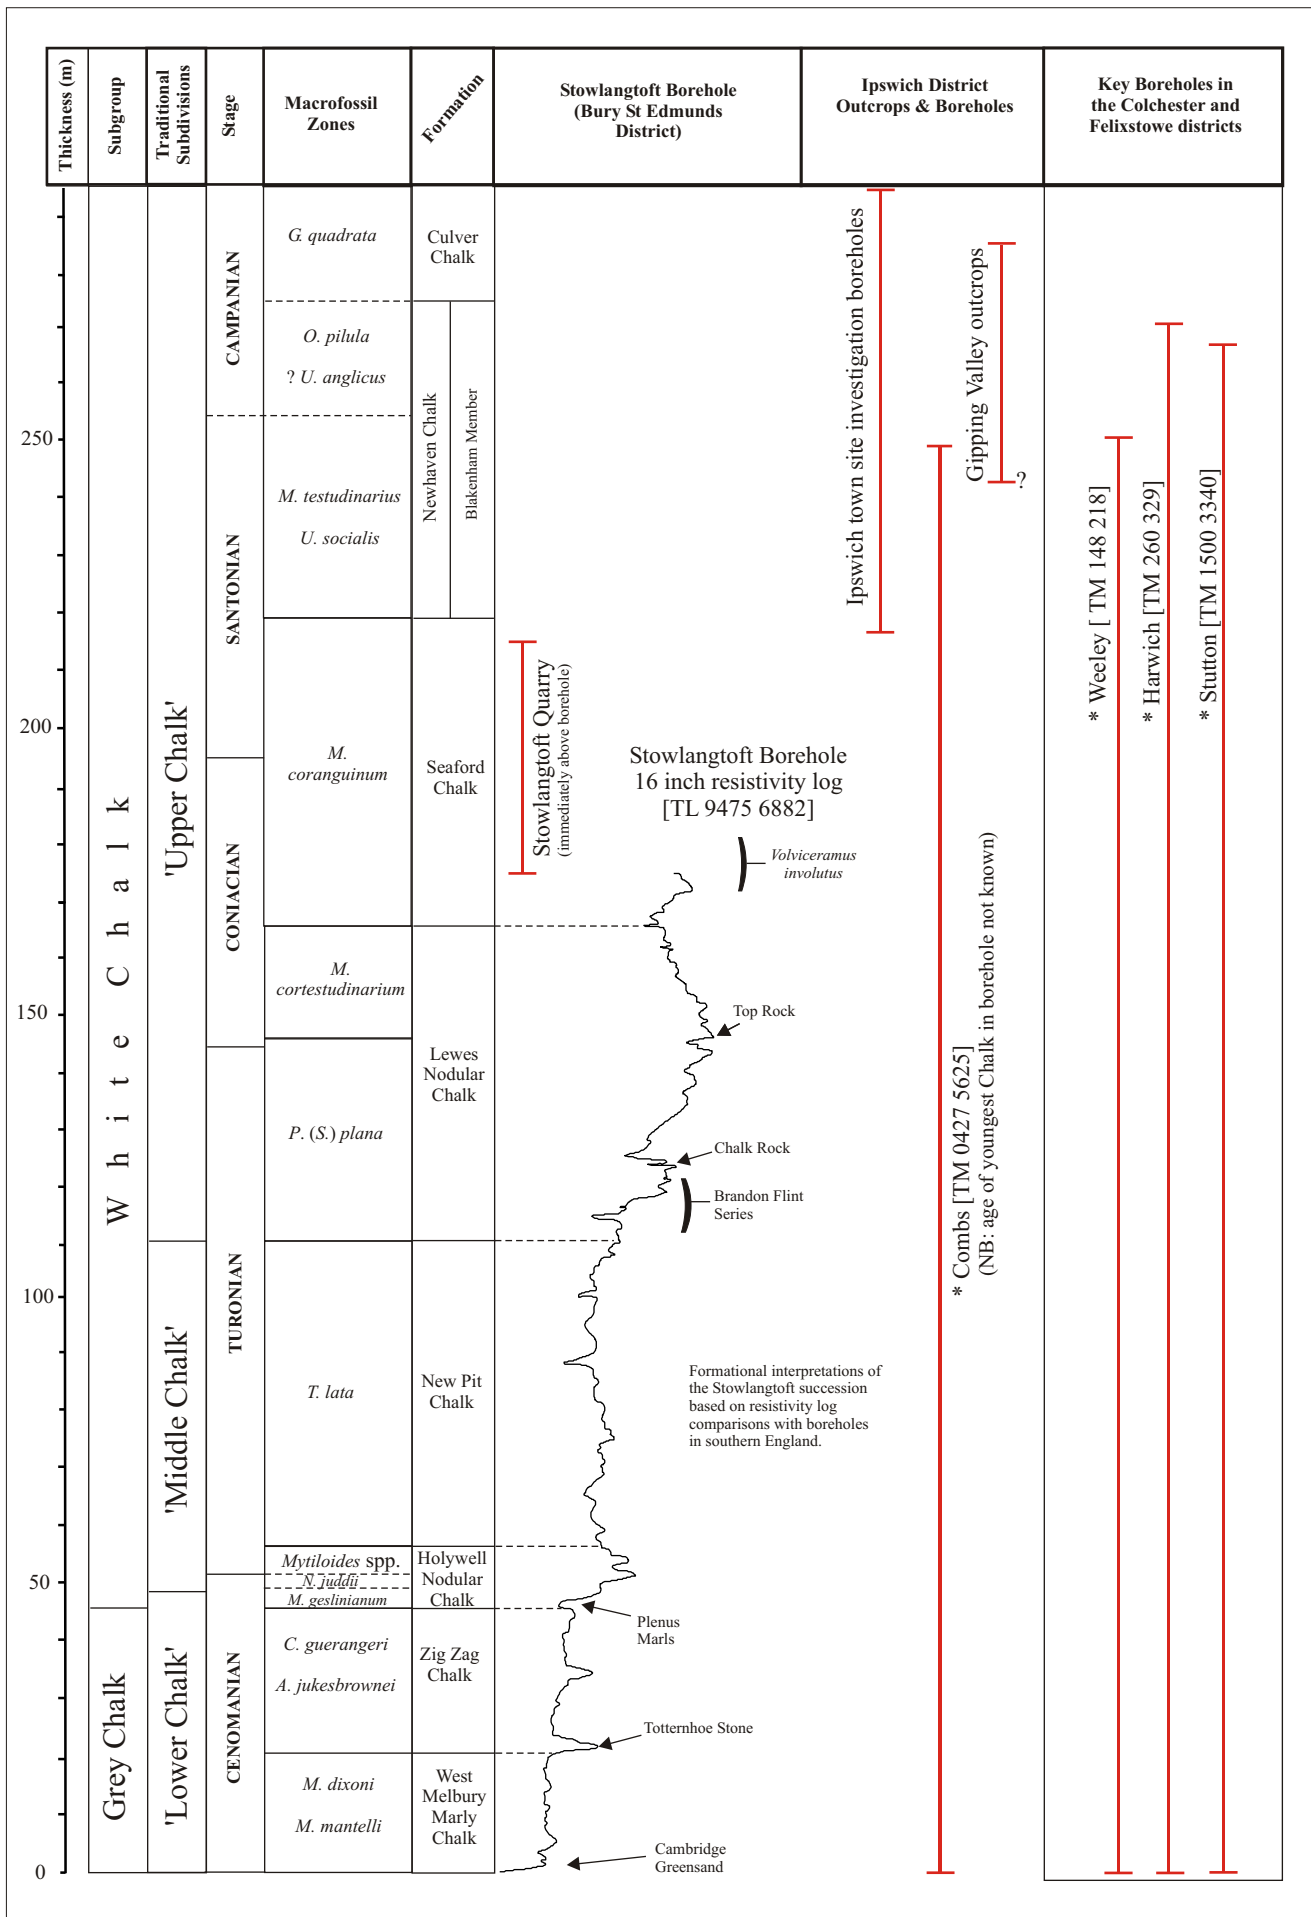 Thickness (m)
Subgroup
Traditional
Subdivisions
Stage
Macrofossil
Zones
Formation
Stowlangtoft Borehole
(Bury St Edmunds
District)
Ipswich District
Outcrops & Boreholes
Key Boreholes in
the Colchester and
Felixstowe districts
250
200
150
100
50
0
White Chalk
Grey Chalk
'Upper Chalk'
'Middle Chalk'
'Lower Chalk'
CAMPANIAN
SANTONIAN
CONIACIAN
TURONIAN
CENOMANIAN
G. quadrata
O. pilula
? U. anglicus
M. testudinarius
U. socialis
M.
coranguinum
M.
cortestudinarium
P. (S.) plana
T. lata
Mytiloides spp.
N. juddii
M. geslinianum
C. guerangeri
A. jukesbrownei
M. dixoni
M. mantelli
Culver
Chalk
Newhaven Chalk
Blakenham Member
Seaford
Chalk
Lewes
Nodular
Chalk
New Pit
Chalk
Holywell
Nodular
Chalk
Zig Zag
Chalk
West
Melbury
Marly
Chalk
Stowlangtoft Quarry
(immediately above borehole)
Stowlangtoft Borehole
16 inch resistivity log
[TL 9475 6882]
Volviceramus
involutus
Top Rock
Chalk Rock
Brandon Flint
Series
Formational interpretations of
the Stowlangtoft succession
based on resistivity log
comparisons with boreholes
in southern England.
Plenus
Marls
Totternhoe Stone
Cambridge
Greensand
Ipswich town site investigation boreholes
Gipping Valley outcrops
?
* Combs [TM 0427 5625]
(NB: age of youngest Chalk in borehole not known)
* Weeley [ TM 148 218]
* Harwich [TM 260 329]
* Stutton [TM 1500 3340]